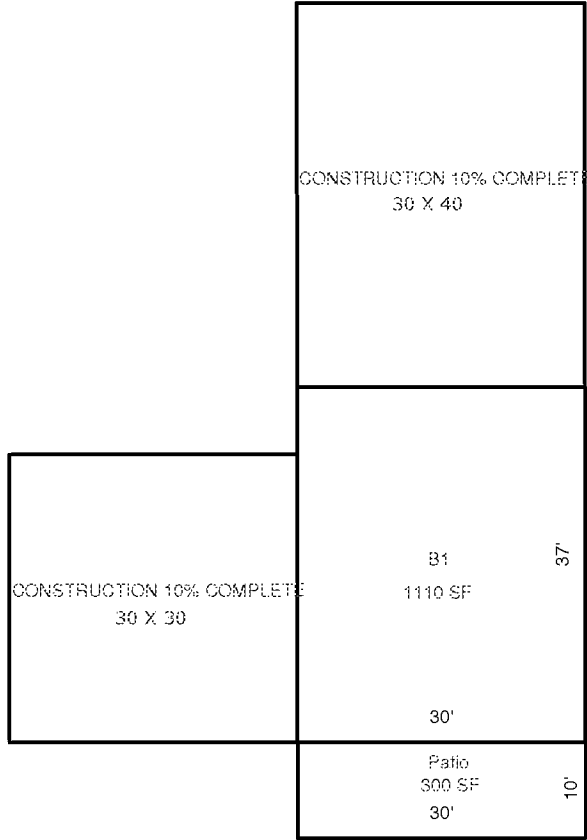 CONSTRUCTION 10% COMPLETE
30 X 40
B1
37'
1110 SF
CONSTRUCTION 10% COMPLETE
30 X 30
30'
Patio
300 SF
10'
30'